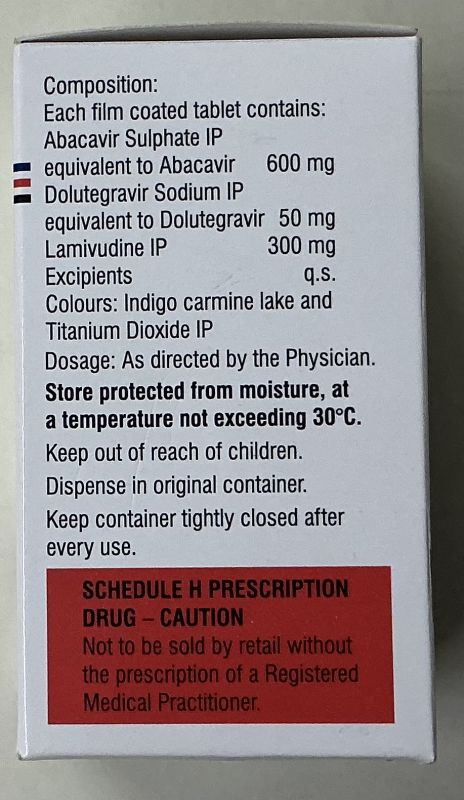 Composition:
Each film coated tablet contains:
Abacavir Sulphate IP
equivalent to Abacavir 600 mg
Dolutegravir Sodium IP
equivalent to Dolutegravir 50 mg
Lamivudine IP 300 mg
Excipients q.s.
Colours: Indigo carmine lake and
Titanium Dioxide IP
Dosage: As directed by the Physician.
Store protected from moisture, at
a temperature not exceeding 30°C.
Keep out of reach of children.
Dispense in original container.
Keep container tightly closed after
every use.
SCHEDULE H PRESCRIPTION
DRUG – CAUTION
Not to be sold by retail without
the prescription of a Registered
Medical Practitioner.